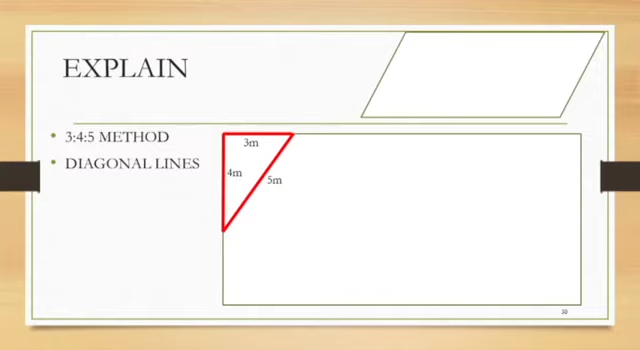 EXPLAIN
• 3:4:5 METHOD
• DIAGONAL LINES
3m
4m
5m
30